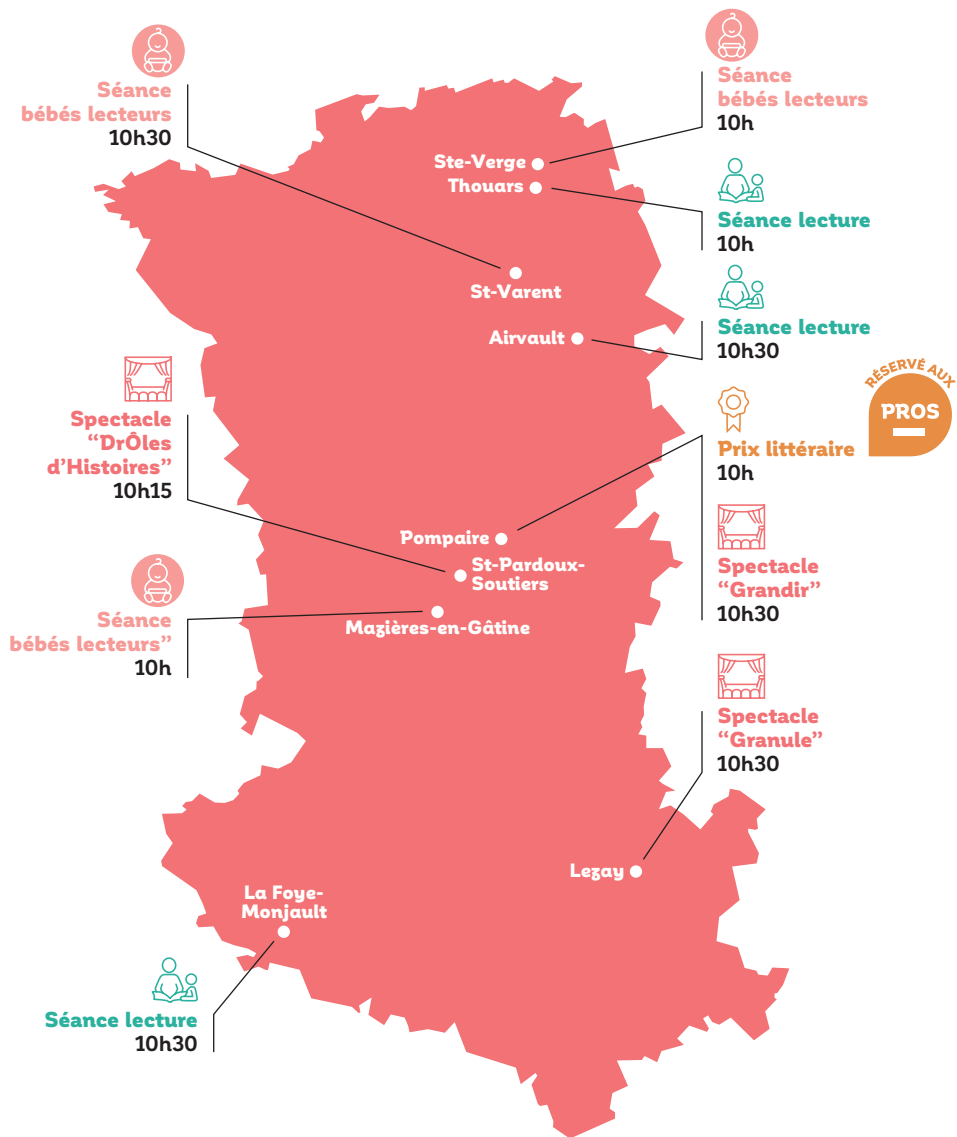 Séance
bébés lecteurs
10h30
Séance
bébés lecteurs
10h
Ste-Verge
Thouars
Séance lecture
10h
St-Varent
Airvault
Séance lecture
10h30
Spectacle
“DrÔles
d’Histoires”
10h15
RÉSERVÉ AUX
PROS
Prix littéraire
10h
Pompaire
St-Pardoux-
Soutiers
Spectacle
“Grandir”
10h30
Séance
bébés lecteurs”
10h
Mazières-en-Gâtine
Spectacle
“Granule”
10h30
Lezay
La Foye-
Monjault
Séance lecture
10h30